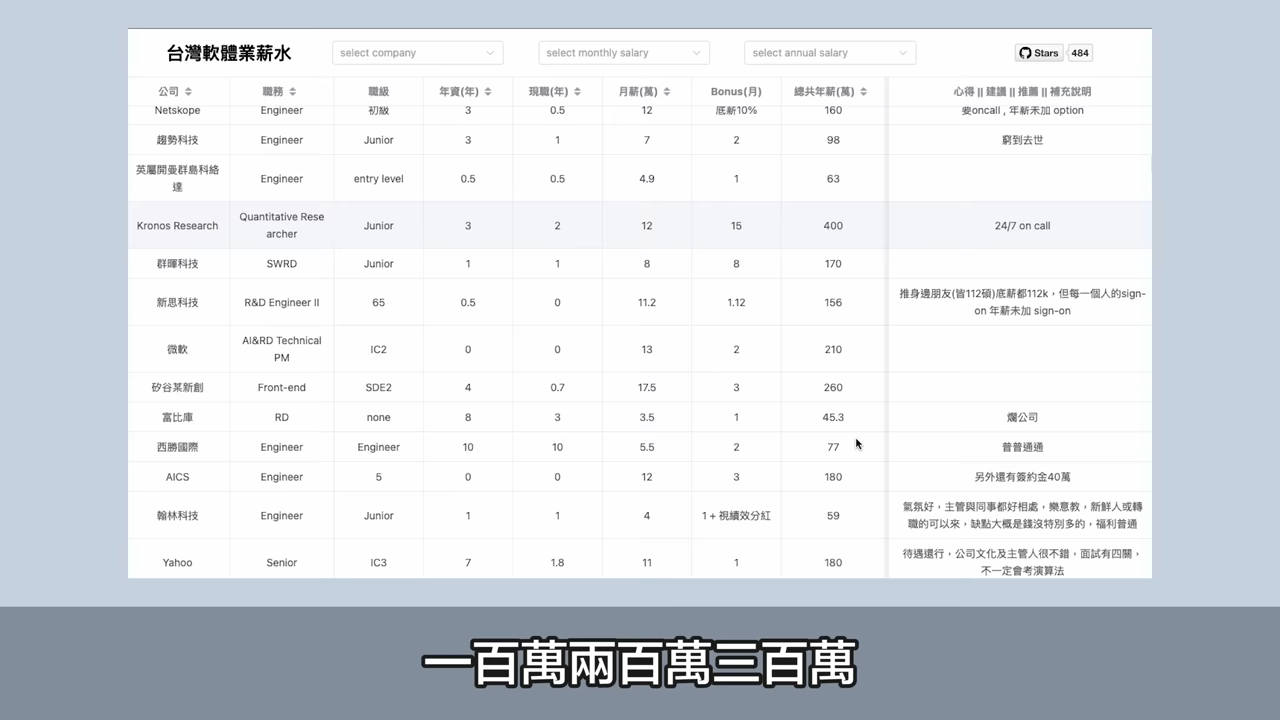 台灣軟體業薪水 select company select monthly salary select annual salary Stars 484
公司 職務 職級 年資(年) 現職(年) 月薪(萬) Bonus(月) 總共年薪(萬) 心得 || 建議 || 推薦 || 補充說明
Netskope Engineer 初級 3 0.5 12 底薪10% 160 要oncall , 年薪未加 option
趨勢科技 Engineer Junior 3 1 7 2 98 窮到去世
英屬開曼群島科絡
達 Engineer entry level 0.5 0.5 4.9 1 63
Kronos Research Quantitative Rese
archer Junior 3 2 12 15 400 24/7 on call
群暉科技 SWRD Junior 1 1 8 8 170
新思科技 R&D Engineer II 65 0.5 0 11.2 1.12 156 推身邊朋友(皆112碩)底薪都112k，但每一個人的sign-
on 年薪未加 sign-on
微軟 AI&RD Technical
PM IC2 0 0 13 2 210
矽谷某新創 Front-end SDE2 4 0.7 17.5 3 260
富比庫 RD none 8 3 3.5 1 45.3 爛公司
西勝國際 Engineer Engineer 10 10 5.5 2 77 普普通通
AICS Engineer 5 0 0 12 3 180 另外還有簽約金40萬
翰林科技 Engineer Junior 1 1 4 1 + 視績效分紅 59 氣氛好，主管與同事都好相處，樂意教，新鮮人或轉
職的可以來，缺點大概是錢沒特別多的，福利普通
Yahoo Senior IC3 7 1.8 11 1 180 待遇還行，公司文化及主管人很不錯，面試有四關，
不一定會考演算法
一百萬兩百萬三百萬